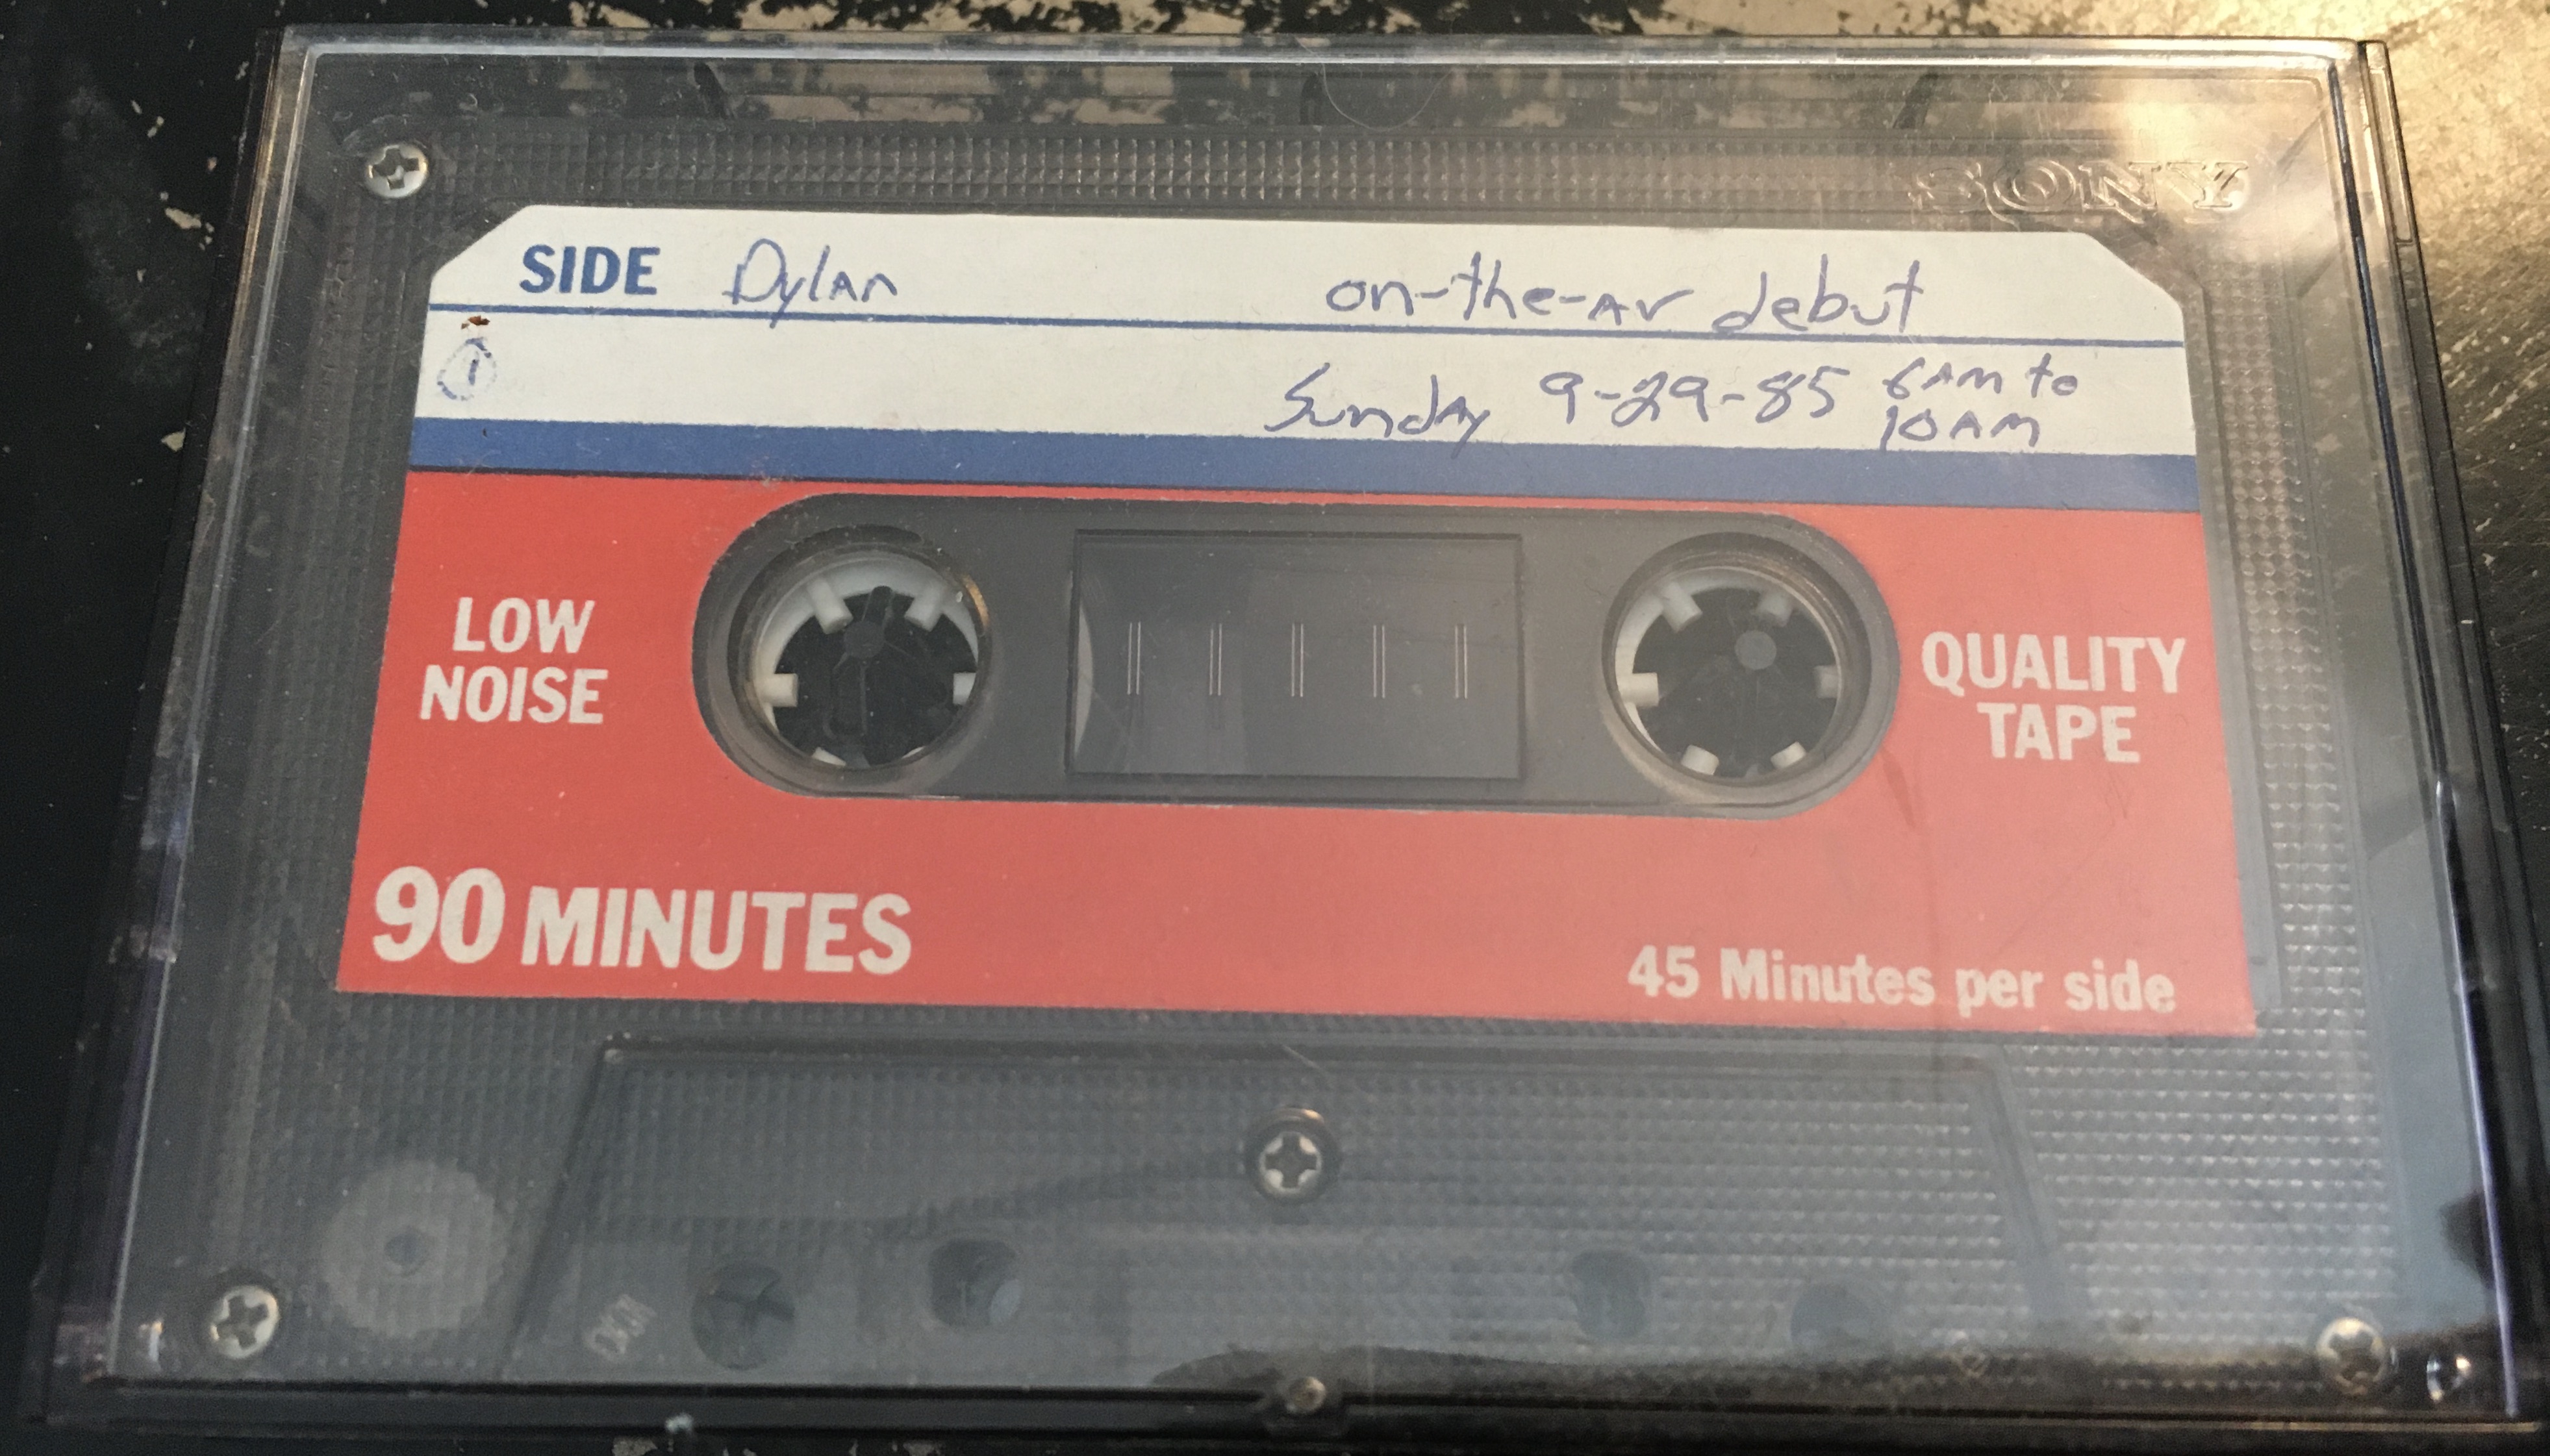 SONY
SIDE Dylan on-the-Air debut
1 Sunday 9-29-85 6AM to
10AM
LOW
NOISE
QUALITY
TAPE
90 MINUTES
45 Minutes per side